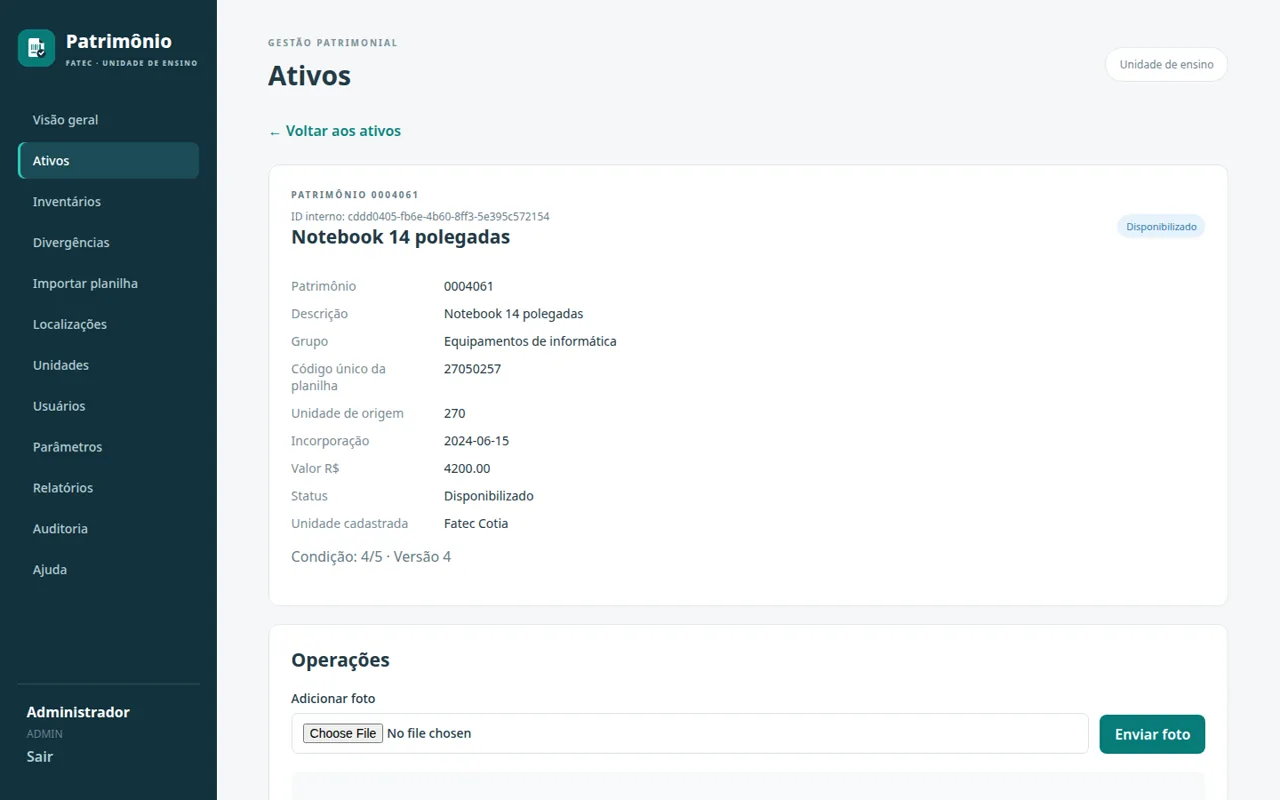 Patrimônio
FATEC · UNIDADE DE ENSINO
Visão geral
Ativos
Inventários
Divergências
Importar planilha
Localizações
Unidades
Usuários
Parâmetros
Relatórios
Auditoria
Ajuda
Administrador
ADMIN
Sair
GESTÃO PATRIMONIAL
Ativos
Unidade de ensino
← Voltar aos ativos
PATRIMÔNIO 0004061
ID interno: cddd0405-fb6e-4b60-8ff3-5e395c572154
Notebook 14 polegadas
Disponibilizado
Patrimônio 0004061
Descrição Notebook 14 polegadas
Grupo Equipamentos de informática
Código único da planilha 27050257
Unidade de origem 270
Incorporação 2024-06-15
Valor R$ 4200.00
Status Disponibilizado
Unidade cadastrada Fatec Cotia
Condição: 4/5 · Versão 4
Operações
Adicionar foto
Choose File No file chosen
Enviar foto